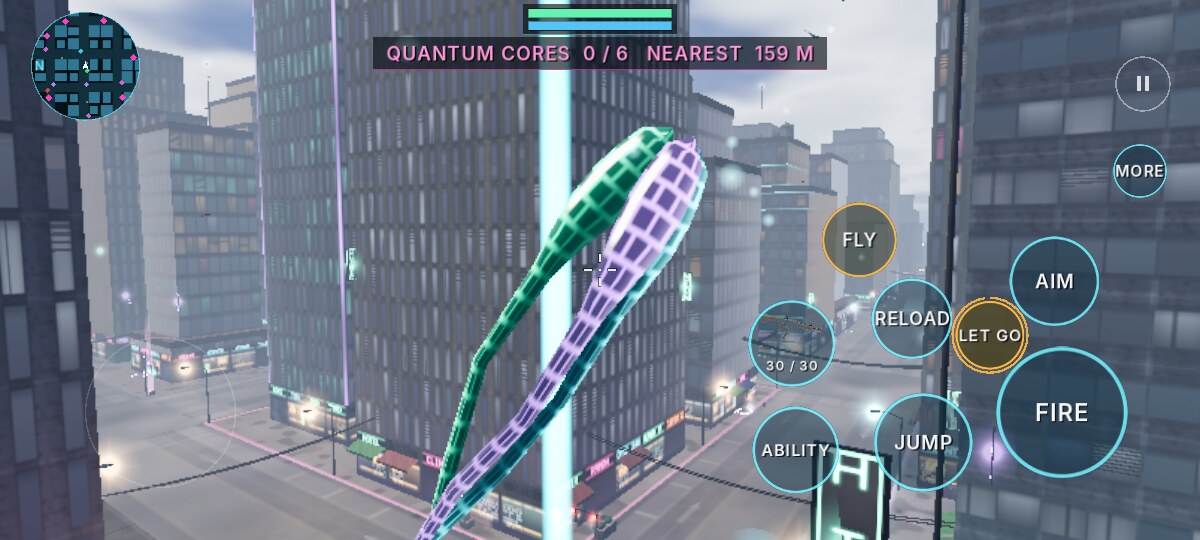 QUANTUM CORES 0 / 6 NEAREST 159 M
N
MORE
FLY
AIM
RELOAD
LET GO
30 / 30
FIRE
ABILITY
JUMP